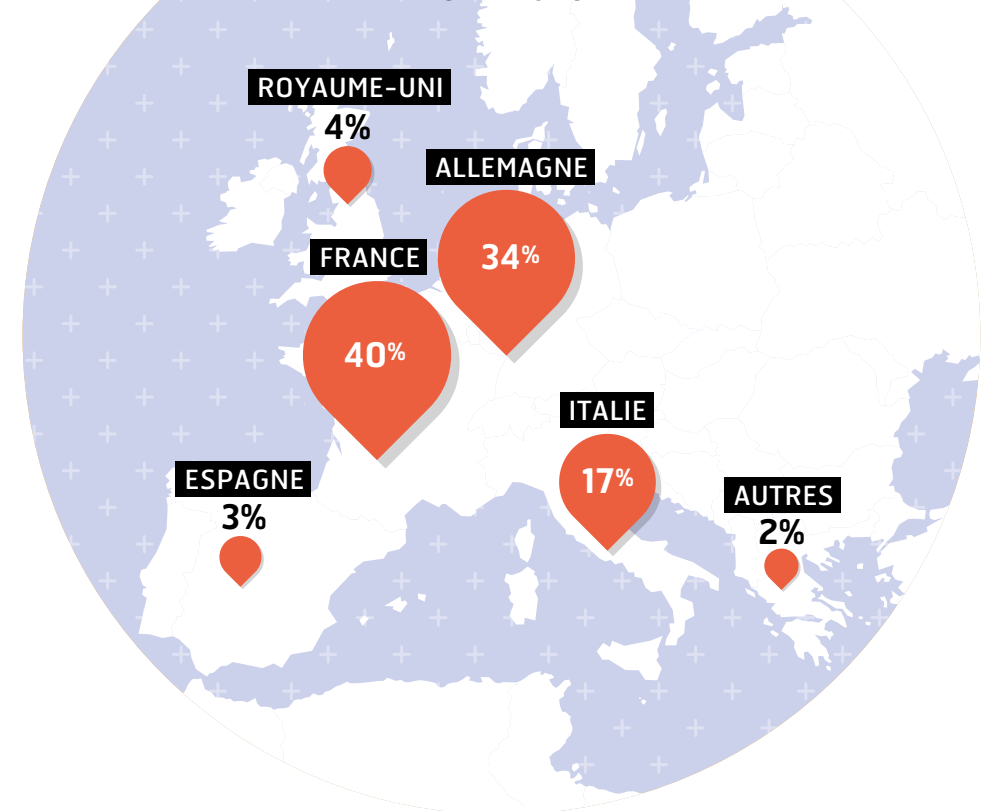 ROYAUME-UNI
4%
ALLEMAGNE
34%
FRANCE
40%
ITALIE
17%
ESPAGNE
3%
AUTRES
2%